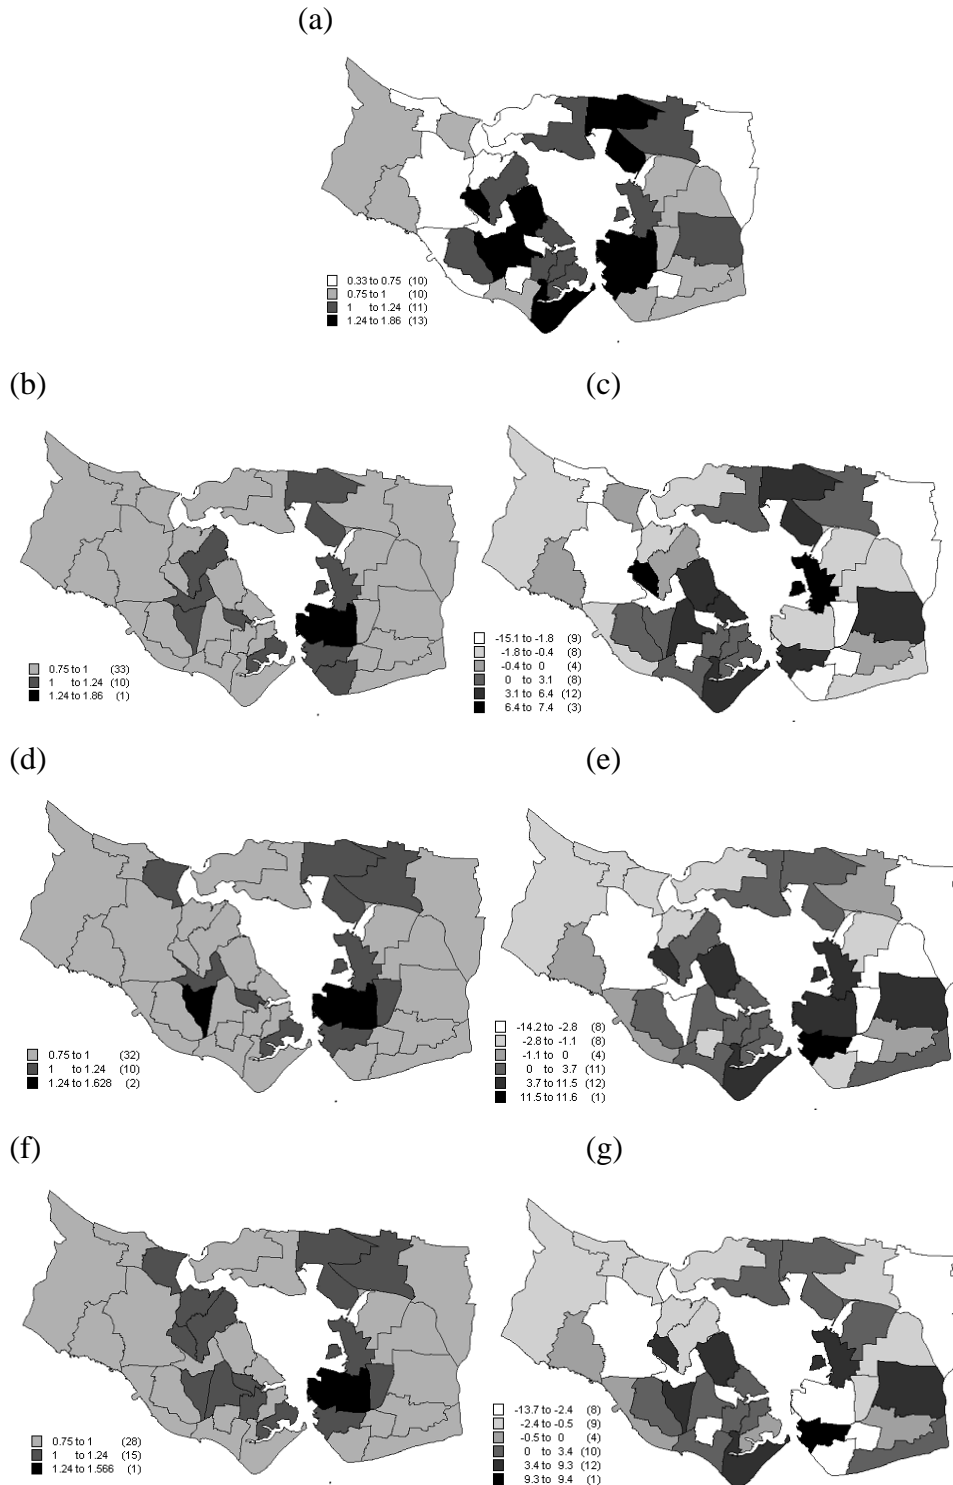 (a)
0.33 to 0.75 (10)
0.75 to 1 (10)
1 to 1.24 (11)
1.24 to 1.86 (13)
(b)
(c)
0.75 to 1 (33)
1 to 1.24 (10)
1.24 to 1.86 (1)
-15.1 to -1.8 (9)
-1.8 to -0.4 (8)
-0.4 to 0 (4)
0 to 3.1 (8)
3.1 to 6.4 (12)
6.4 to 7.4 (3)
(d)
(e)
0.75 to 1 (32)
1 to 1.24 (10)
1.24 to 1.628 (2)
-14.2 to -2.8 (8)
-2.8 to -1.1 (8)
-1.1 to 0 (4)
0 to 3.7 (11)
3.7 to 11.5 (12)
11.5 to 11.6 (1)
(f)
(g)
0.75 to 1 (28)
1 to 1.24 (15)
1.24 to 1.566 (1)
-13.7 to -2.4 (8)
-2.4 to -0.5 (9)
-0.5 to 0 (4)
0 to 3.4 (10)
3.4 to 9.3 (12)
9.3 to 9.4 (1)